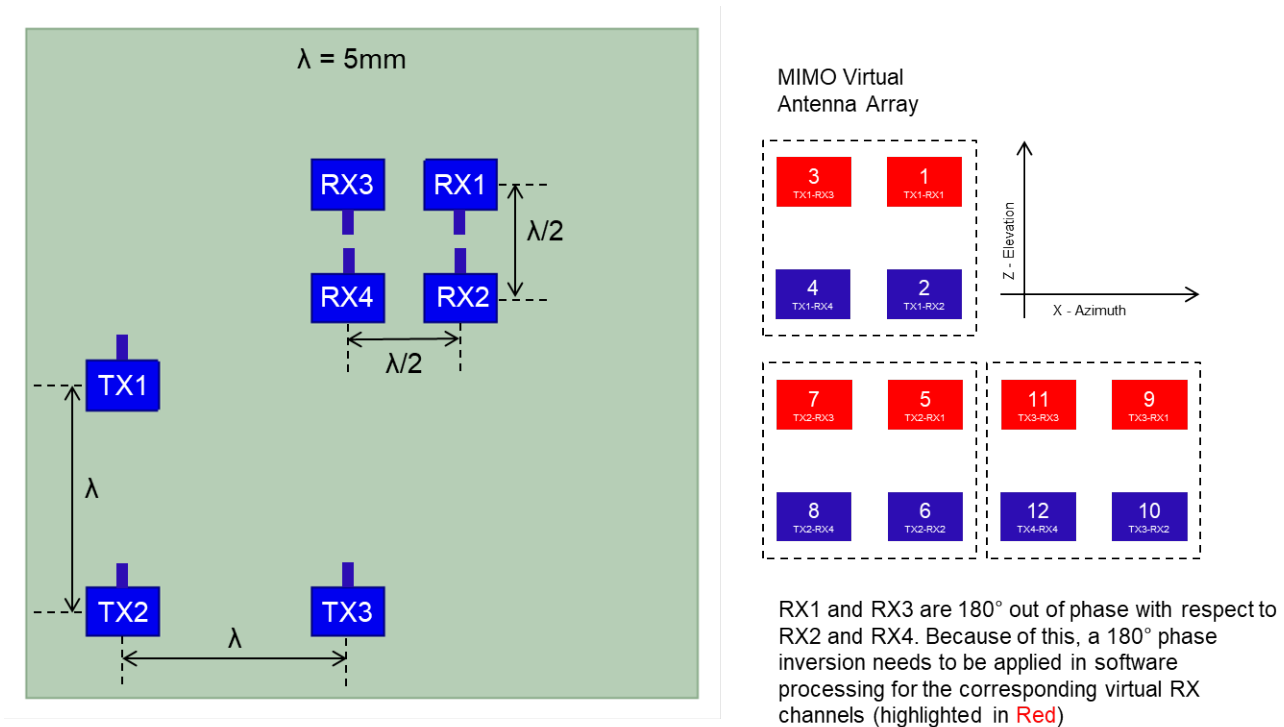 λ = 5mm
RX3 RX1
λ/2
RX4 RX2
λ/2
TX1
λ
TX2 TX3
λ
MIMO Virtual
Antenna Array
3 1
TX1-RX3 TX1-RX1
4 2
TX1-RX4 TX1-RX2
Z - Elevation
X - Azimuth
7 5 11 9
TX2-RX3 TX2-RX1 TX3-RX3 TX3-RX1
8 6 12 10
TX2-RX4 TX2-RX2 TX4-RX4 TX3-RX2
RX1 and RX3 are 180° out of phase with respect to
RX2 and RX4. Because of this, a 180° phase
inversion needs to be applied in software
processing for the corresponding virtual RX
channels (highlighted in Red)